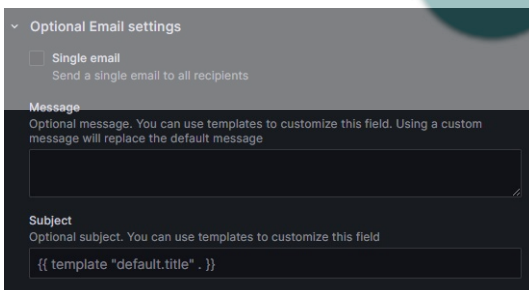 Optional Email settings
Single email
Send a single email to all recipients
Message
Optional message. You can use templates to customize this field. Using a custom
message will replace the default message
Subject
Optional subject. You can use templates to customize this field
{{ template "default.title" . }}